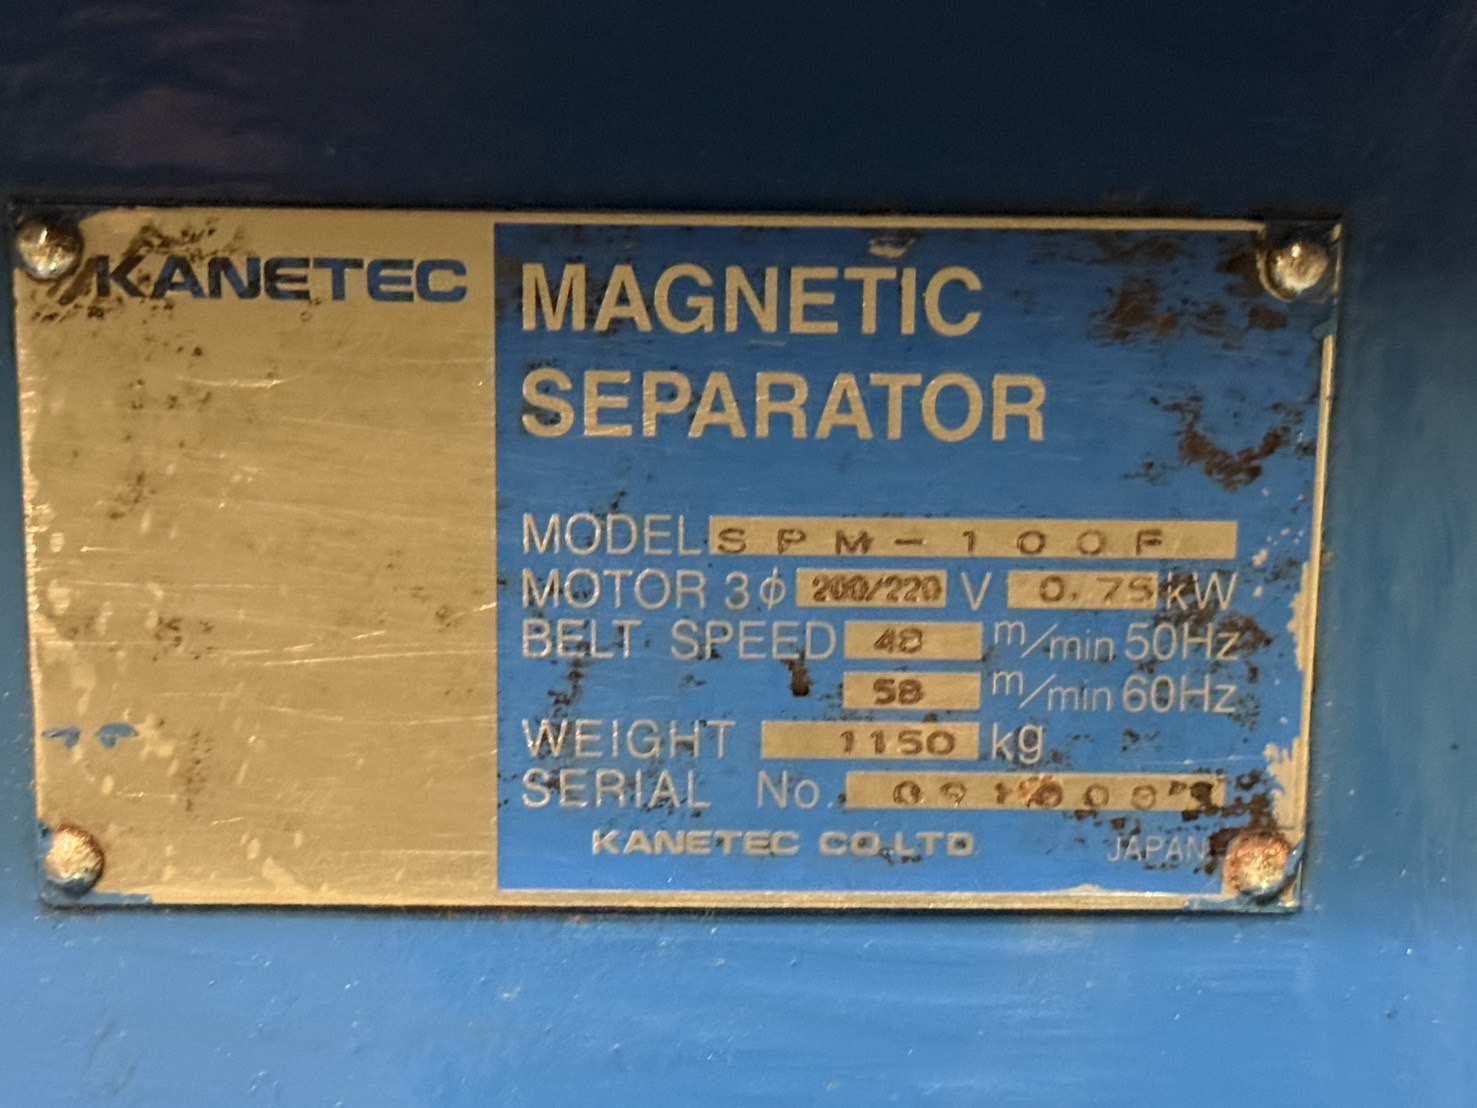 KANETEC
MAGNETIC
SEPARATOR
MODEL SPM-100F
MOTOR 3ϕ 200/220 V 0.75 kW
BELT SPEED 48 m/min 50Hz
58 m/min 60Hz
WEIGHT 1150 kg
SERIAL No.
KANETEC CO.,LTD.
JAPAN